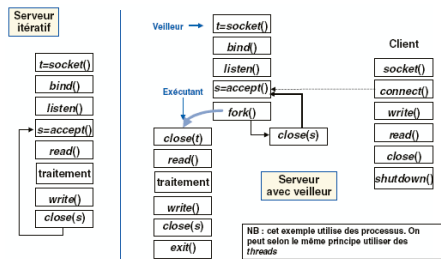 Serveur
itératif
t=socket()
bind()
listen()
s=accept()
read()
traitement
write()
close(s)
Veilleur
t=socket()
bind()
listen()
s=accept()
fork()
close(s)
Exécutant
close(t)
read()
traitement
write()
close(s)
exit()
Serveur
avec veilleur
Client
socket()
connect()
write()
read()
close()
shutdown()
NB : cet exemple utilise des processus. On
peut selon le même principe utiliser des
threads